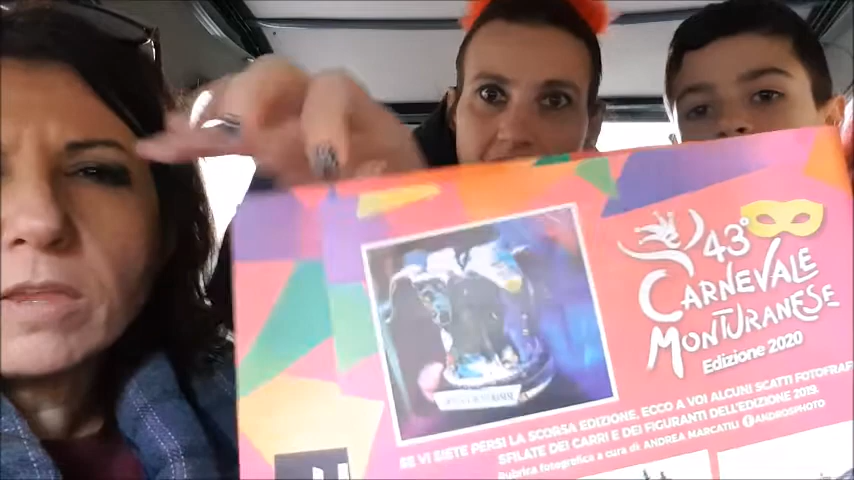 43°
CARNEVALE
MONTURANESE
EDIZIONE 2020
SE VI SIETE PERSI LA SCORSA EDIZIONE, ECCO A VOI ALCUNI SCATTI FOTOGRAF
SFILATE DEI CARRI E DEI FIGURANTI DELL'EDIZIONE 2019.
Rubrica fotografica a cura di ANDREA MARCATILI